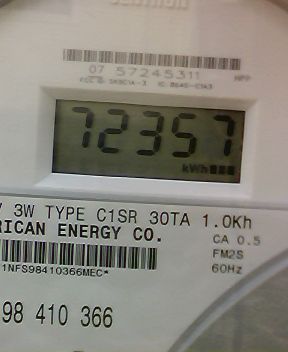 07 57245311
72357
kWh
3W TYPE C1SR 30TA 1.0Kh
RICAN ENERGY CO.
CA 0.5
FM2S
60Hz
1NFS98410366MEC*
98 410 366